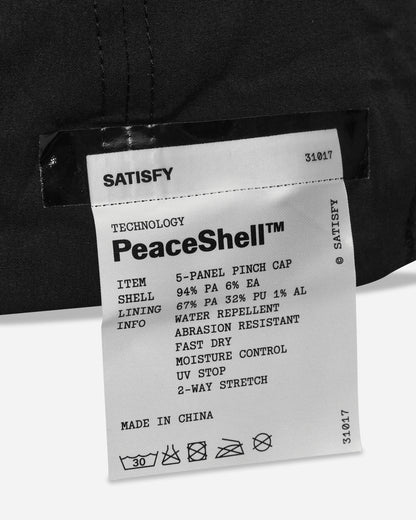 SATISFY 31017
TECHNOLOGY
PeaceShell™
ITEM 5-PANEL PINCH CAP
SHELL 94% PA 6% EA
LINING 67% PA 32% PU 1% AL
INFO WATER REPELLENT
ABRASION RESISTANT
FAST DRY
MOISTURE CONTROL
UV STOP
2-WAY STRETCH
MADE IN CHINA
30
© SATISFY
31017